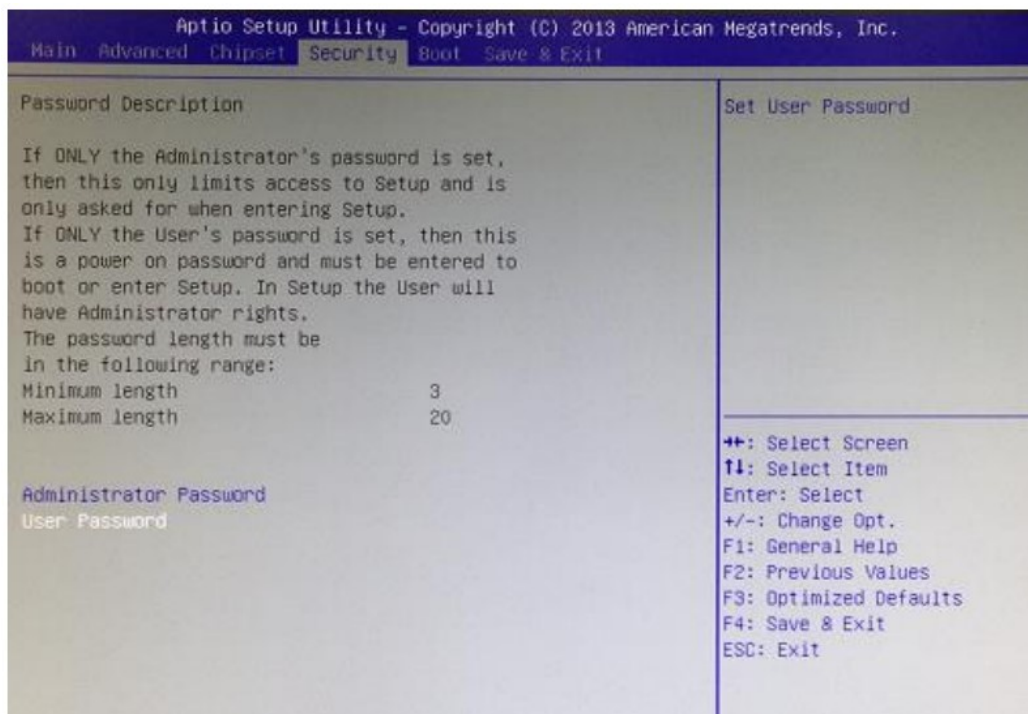 Aptio Setup Utility - Copyright (C) 2013 American Megatrends, Inc.
Main Advanced Chipset Security Boot Save & Exit
Password Description
If ONLY the Administrator's password is set,
then this only limits access to Setup and is
only asked for when entering Setup.
If ONLY the User's password is set, then this
is a power on password and must be entered to
boot or enter Setup. In Setup the User will
have Administrator rights.
The password length must be
in the following range:
Minimum length 3
Maximum length 20
Administrator Password
User Password
Set User Password
→←: Select Screen
↑↓: Select Item
Enter: Select
+/-: Change Opt.
F1: General Help
F2: Previous Values
F3: Optimized Defaults
F4: Save & Exit
ESC: Exit